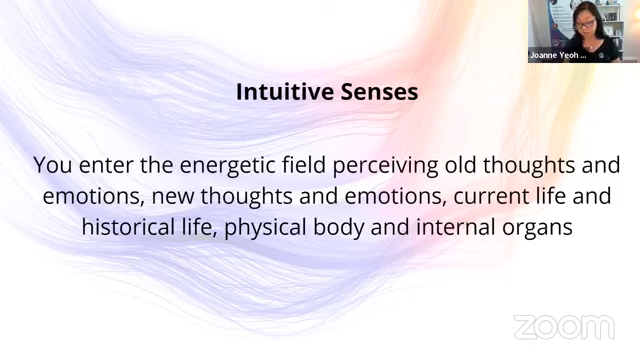 Joanne Yeoh ...
Intuitive Senses
You enter the energetic field perceiving old thoughts and
emotions, new thoughts and emotions, current life and
historical life, physical body and internal organs
zoom